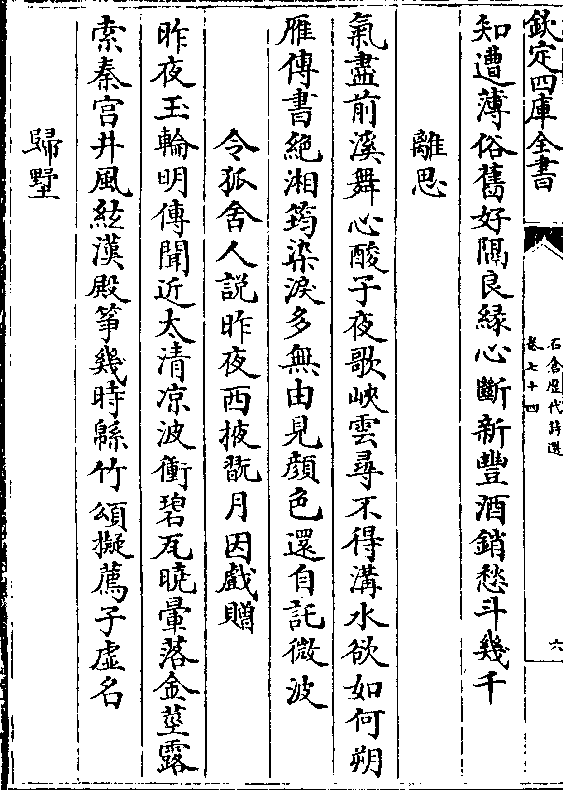 欽定四庫全書
石倉歷代詩選
卷七十四
六
知遭薄俗舊好隔良縁心斷新豐酒銷愁斗幾千
離思
氣盡前溪舞心酸子夜歌峽雲尋不得溝水欲如何朔
雁傳書絶湘筠染淚多無由見顔色還自託微波
令狐舍人説昨夜西掖翫月因戲贈
昨夜玉輪明傳聞近太清凉波衝碧瓦曉暈落金莖露
索秦宫井風絃漢殿筝幾時緜竹頌擬薦子虛名
歸墅